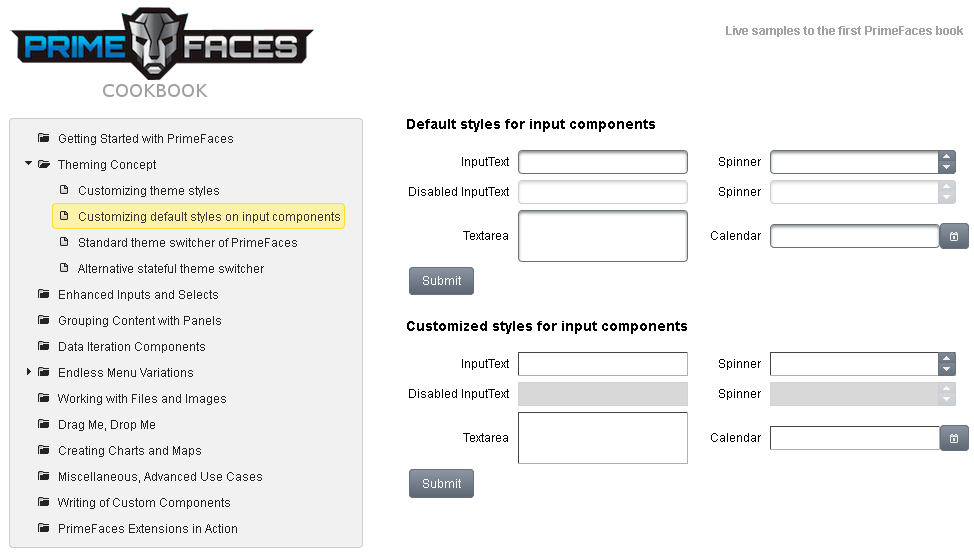 PRIME FACES
COOKBOOK
Live samples to the first PrimeFaces book
Getting Started with PrimeFaces
Theming Concept
Customizing theme styles
Customizing default styles on input components
Standard theme switcher of PrimeFaces
Alternative stateful theme switcher
Enhanced Inputs and Selects
Grouping Content with Panels
Data Iteration Components
Endless Menu Variations
Working with Files and Images
Drag Me, Drop Me
Creating Charts and Maps
Miscellaneous, Advanced Use Cases
Writing of Custom Components
PrimeFaces Extensions in Action
Default styles for input components
InputText Spinner
Disabled InputText Spinner
Textarea Calendar
Submit
Customized styles for input components
InputText Spinner
Disabled InputText Spinner
Textarea Calendar
Submit